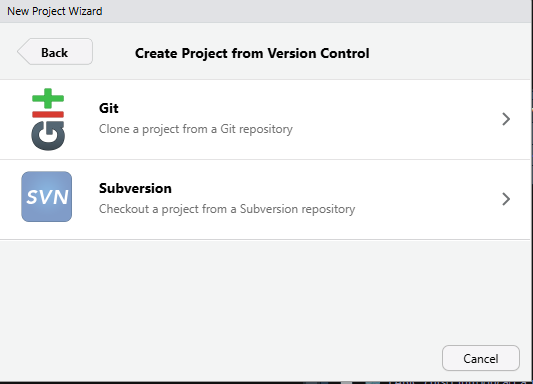 New Project Wizard
Back
Create Project from Version Control
git
Git
Clone a project from a Git repository
SVN
Subversion
Checkout a project from a Subversion repository
Cancel